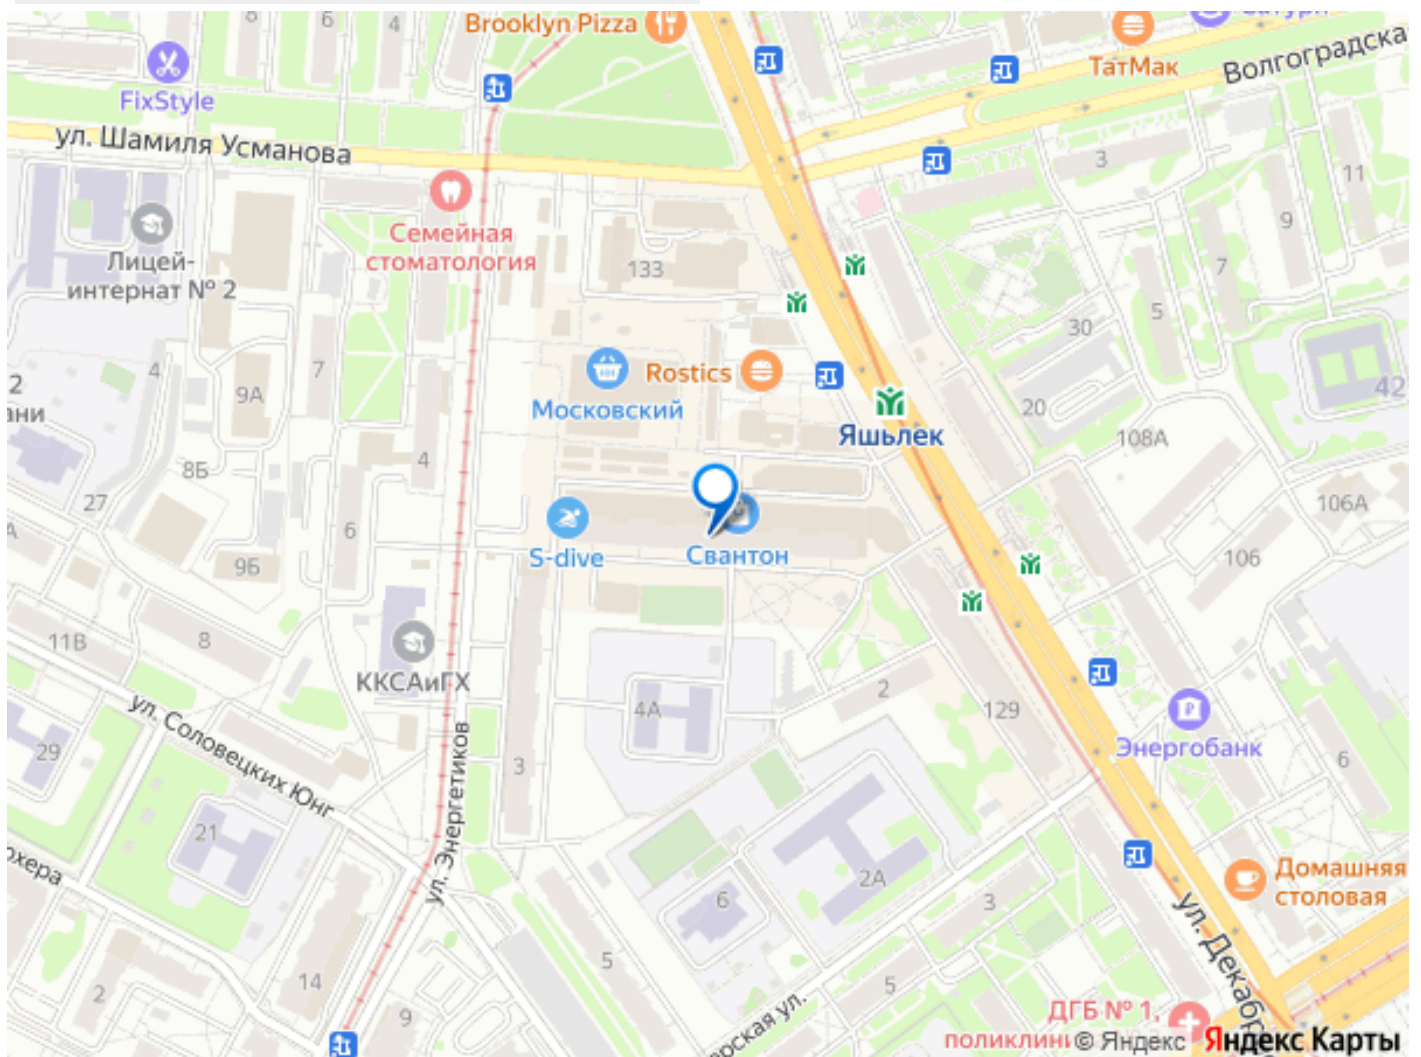 Brooklyn Pizza
ТатМак
Волгоградска
FixStyle
ул. Шамиля Усманова
3
11
Семейная
стоматология
Лицей-
интернат № 2
133
9
7
5
30
4
7
9А
2
Rostics
Московский
Яшьлек
20
108А
42
4
8Б
27
6
106А
S-dive
Свантон
106
9Б
11В
8
ККСАиГХ
4А
2
129
Энергобанк
ул. Соловецких Юнг
29
ул. Энергетиков
3
6
21
2А
6
3
Домашняя
столовая
5
14
2
9
5
ДГБ № 1,
© Яндекс
Яндекс Карты